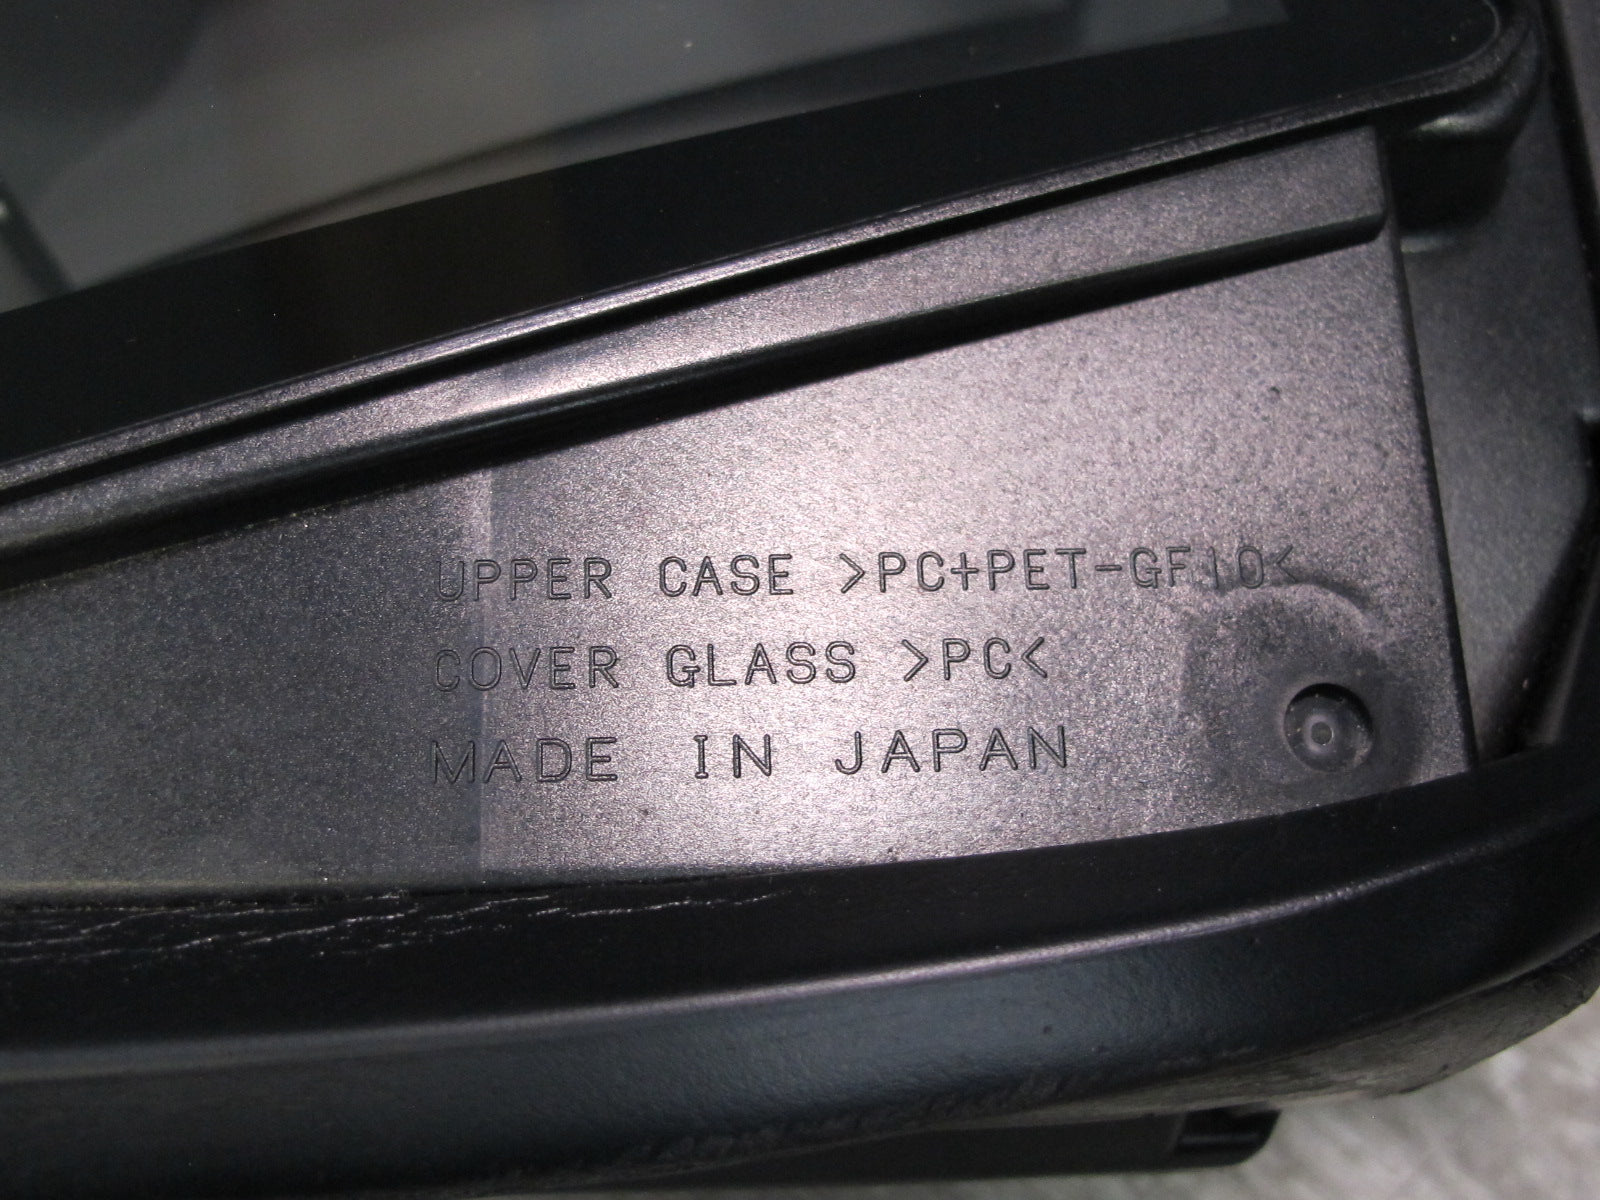 UPPER CASE >PC+PET-GF10<
COVER GLASS >PC<
MADE IN JAPAN